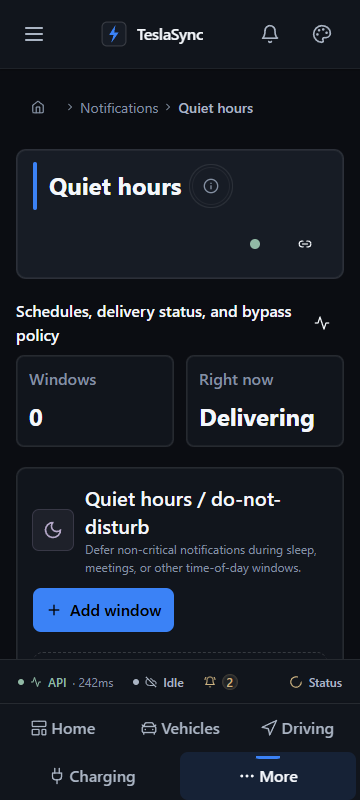 TeslaSync
Notifications
Quiet hours
Quiet hours
Schedules, delivery status, and bypass
policy
Windows
0
Right now
Delivering
Quiet hours / do-not-
disturb
Defer non-critical notifications during sleep,
meetings, or other time-of-day windows.
Add window
API · 242ms
Idle
2
Status
Home
Vehicles
Driving
Charging
More